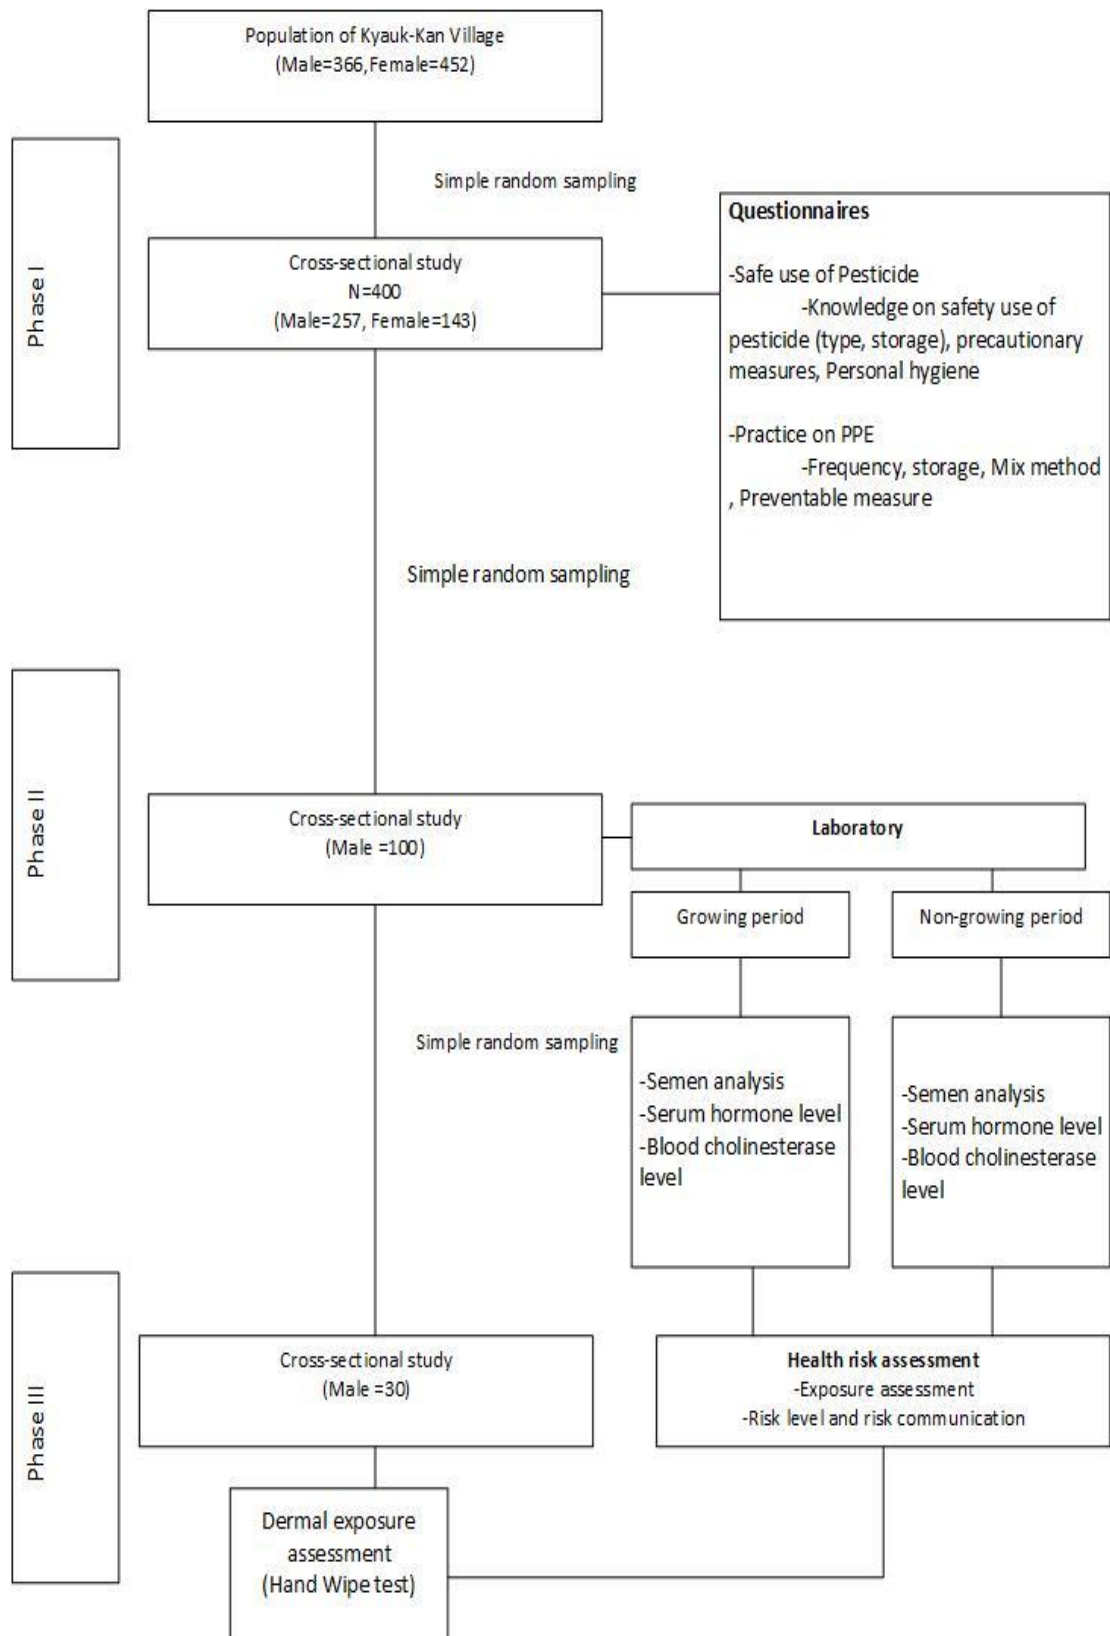 Population of Kyauk-Kan Village
(Male=366,Female=452)
Phase I
Simple random sampling
Cross-sectional study
N=400
(Male=257, Female=143)
Questionnaires
-Safe use of Pesticide
-Knowledge on safety use of
pesticide (type, storage), precautionary
measures, Personal hygiene
-Practice on PPE
-Frequency, storage, Mix method
, Preventable measure
Simple random sampling
Phase II
Cross-sectional study
(Male =100)
Laboratory
Growing period
Non-growing period
Simple random sampling
-Semen analysis
-Serum hormone level
-Blood cholinesterase
level
-Semen analysis
-Serum hormone level
-Blood cholinesterase
level
Phase III
Cross-sectional study
(Male =30)
Health risk assessment
-Exposure assessment
-Risk level and risk communication
Dermal exposure
assessment
(Hand Wipe test)